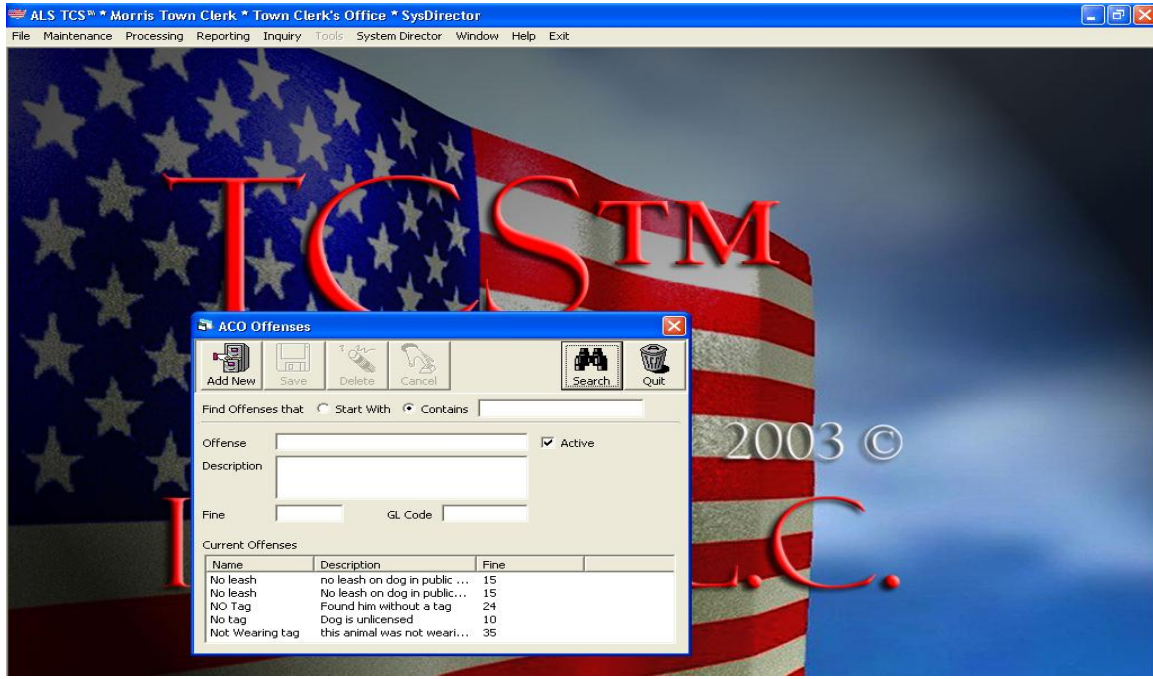 ALS TCS™ * Morris Town Clerk * Town Clerk's Office * SysDirector
File Maintenance Processing Reporting Inquiry Tools System Director Window Help Exit
TCS™
2003 ©
L.C.
ACO Offenses
Add New Save Delete Cancel Search Quit
Find Offenses that Start With Contains
Offense Active
Description
Fine GL Code
Current Offenses
Name Description Fine
No leash no leash on dog in public ... 15
No leash No leash on dog in public... 15
NO Tag Found him without a tag 24
No tag Dog is unlicensed 10
Not Wearing tag this animal was not weari... 35